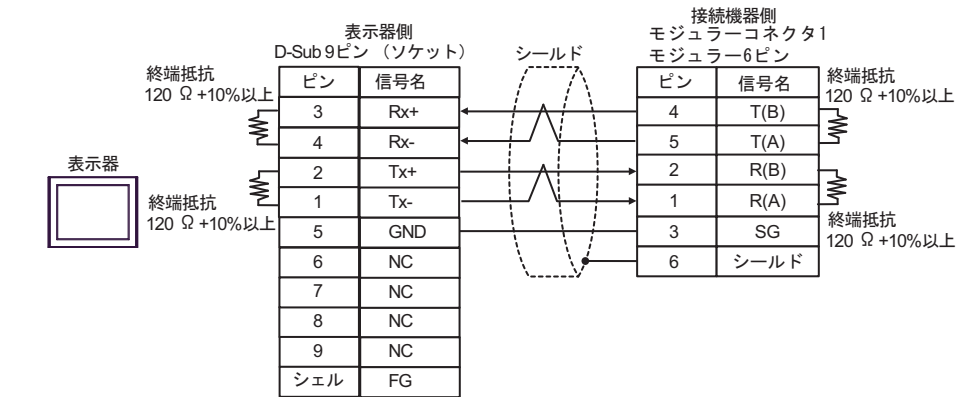 表示器側
D-Sub 9ピン （ソケット）
シールド
接続機器側
モジュラーコネクタ1
モジュラー6ピン
終端抵抗
120 Ω +10%以上
ピン 信号名
3 Rx+
4 Rx-
2 Tx+
1 Tx-
5 GND
6 NC
7 NC
8 NC
9 NC
シェル FG
表示器
終端抵抗
120 Ω +10%以上
ピン 信号名
4 T(B)
5 T(A)
2 R(B)
1 R(A)
3 SG
6 シールド
終端抵抗
120 Ω +10%以上
終端抵抗
120 Ω +10%以上